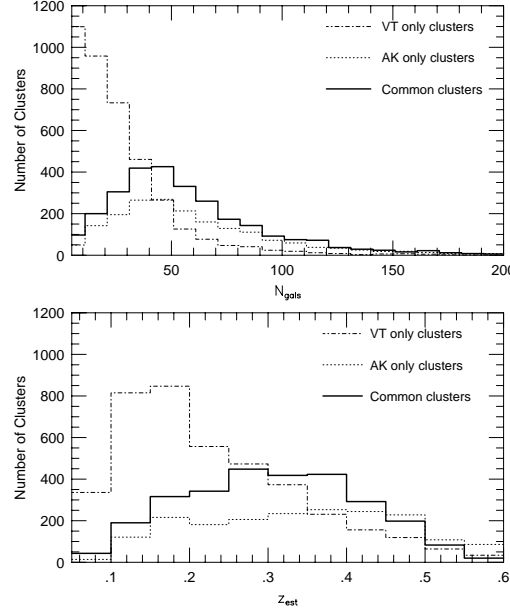 1200
1000
800
600
400
200
0
Number of Clusters
VT only clusters
AK only clusters
Common clusters
50 100 150 200
N_gals
1200
1000
800
600
400
200
0
Number of Clusters
VT only clusters
AK only clusters
Common clusters
.1 .2 .3 .4 .5 .6
z_est